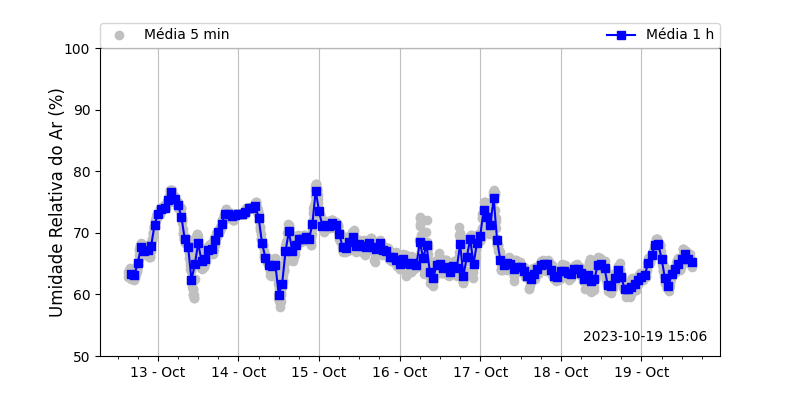 Média 5 min
Média 1 h
Umidade Relativa do Ar (%)
100
90
80
70
60
50
2023-10-19 15:06
13 - Oct
14 - Oct
15 - Oct
16 - Oct
17 - Oct
18 - Oct
19 - Oct